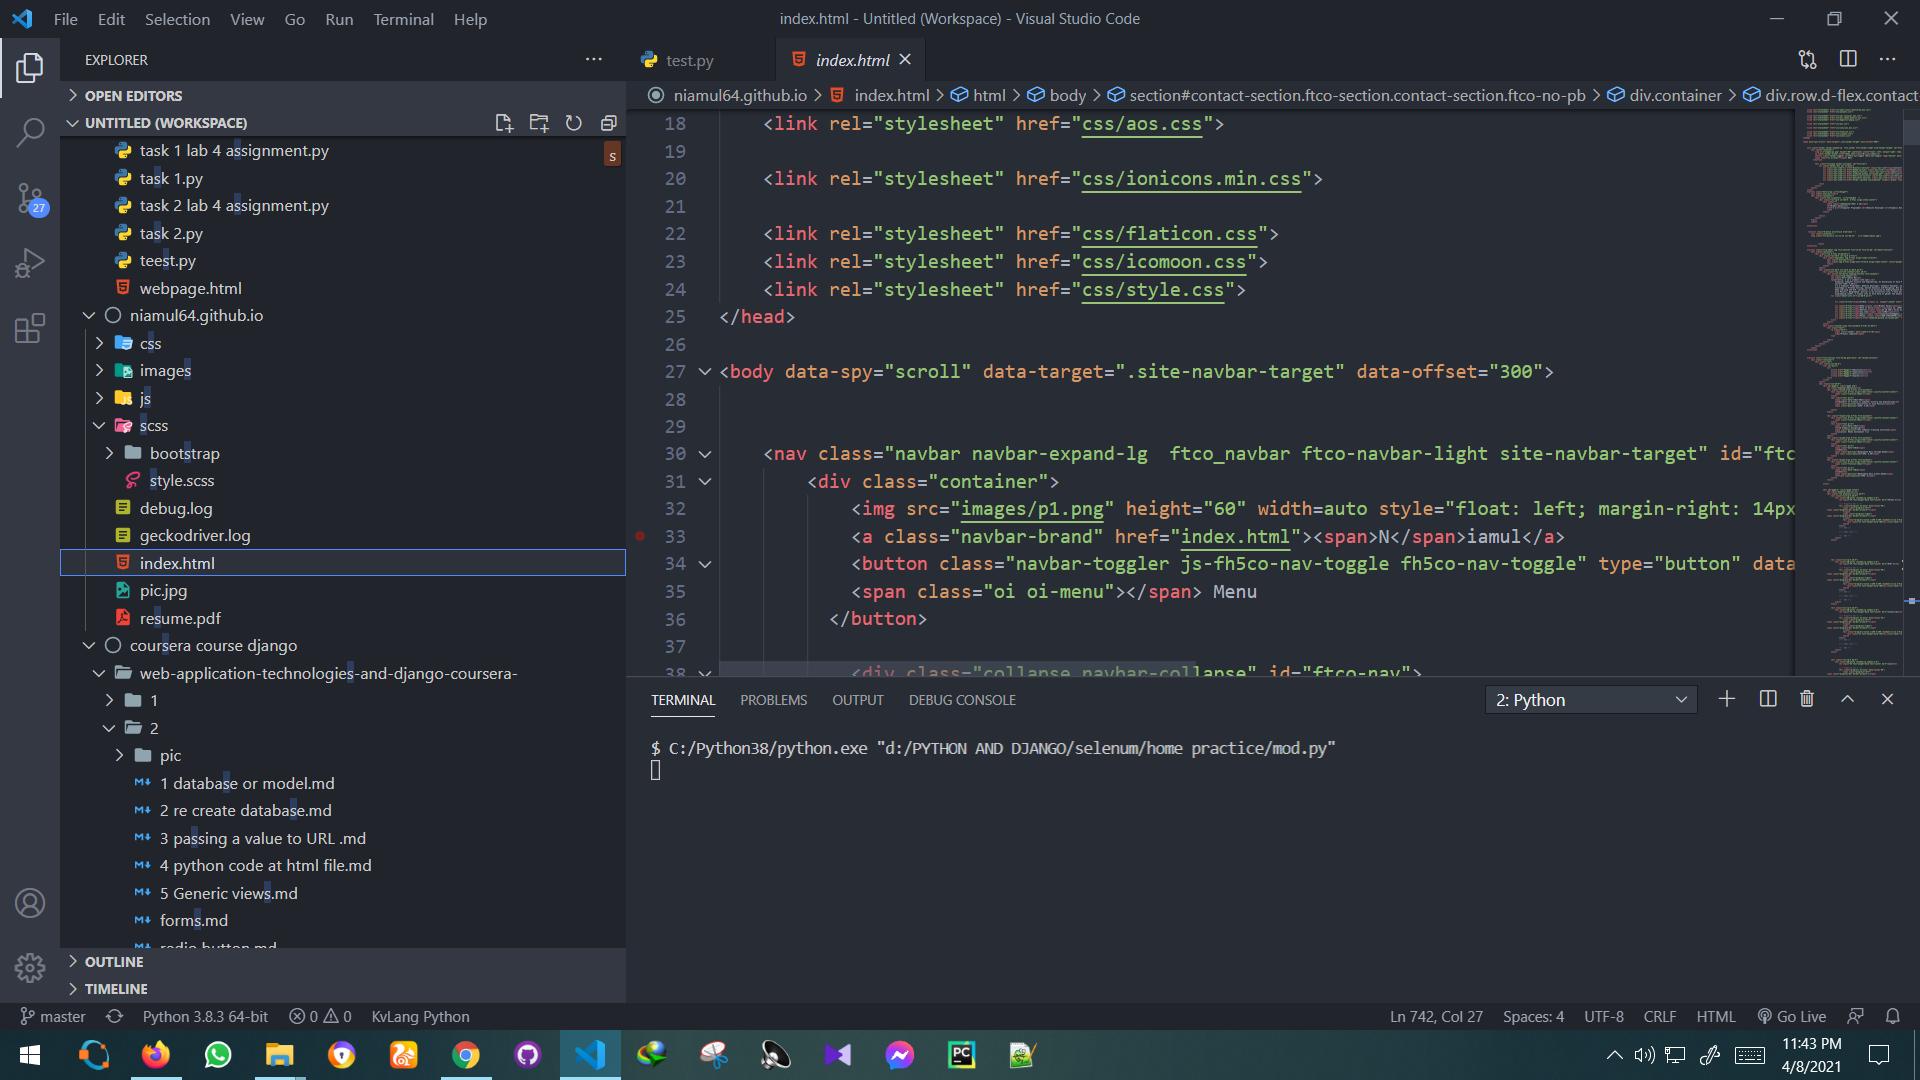 File Edit Selection View Go Run Terminal Help
index.html - Untitled (Workspace) - Visual Studio Code
EXPLORER
test.py
index.html
OPEN EDITORS
niamul64.github.io > index.html > html > body > section#contact-section.ftco-section.contact-section.ftco-no-pb > div.container > div.row.d-flex.contact
UNTITLED (WORKSPACE)
task 1 lab 4 assignment.py
s
task 1.py
task 2 lab 4 assignment.py
task 2.py
teest.py
webpage.html
niamul64.github.io
css
images
js
scss
bootstrap
style.scss
debug.log
geckodriver.log
index.html
pic.jpg
resume.pdf
coursera course django
web-application-technologies-and-django-coursera-
1
2
pic
1 database or model.md
2 re create database.md
3 passing a value to URL .md
4 python code at html file.md
5 Generic views.md
forms.md
radio button.md
OUTLINE
TIMELINE
27
18 <link rel="stylesheet" href="css/aos.css">
19
20 <link rel="stylesheet" href="css/ionicons.min.css">
21
22 <link rel="stylesheet" href="css/flaticon.css">
23 <link rel="stylesheet" href="css/icomoon.css">
24 <link rel="stylesheet" href="css/style.css">
25 </head>
26
27 <body data-spy="scroll" data-target=".site-navbar-target" data-offset="300">
28
29
30 <nav class="navbar navbar-expand-lg  ftco_navbar ftco-navbar-light site-navbar-target" id="ftc
31 <div class="container">
32 <img src="images/p1.png" height="60" width=auto style="float: left; margin-right: 14px
33 <a class="navbar-brand" href="index.html"><span>N</span>iamul</a>
34 <button class="navbar-toggler js-fh5co-nav-toggle fh5co-nav-toggle" type="button" data
35 <span class="oi oi-menu"></span> Menu
36 </button>
37
38 <div class="collapse navbar-collapse" id="ftco-nav">
TERMINAL PROBLEMS OUTPUT DEBUG CONSOLE
2: Python
$ C:/Python38/python.exe "d:/PYTHON AND DJANGO/selenum/home practice/mod.py"
master Python 3.8.3 64-bit 0 0 KvLang Python
Ln 742, Col 27 Spaces: 4 UTF-8 CRLF HTML Go Live
PC
11:43 PM
4/8/2021